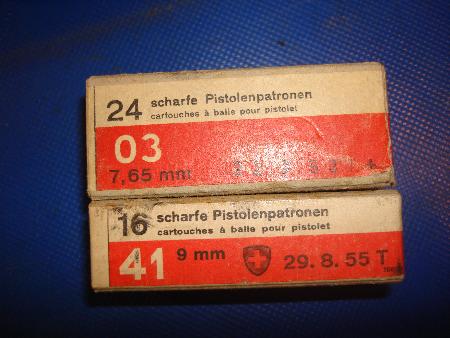 24 scharfe Pistolenpatronen
cartouches à balle pour pistolet
03
7,65 mm
16 scharfe Pistolenpatronen
cartouches à balle pour pistolet
41 9 mm 29. 8. 55 T